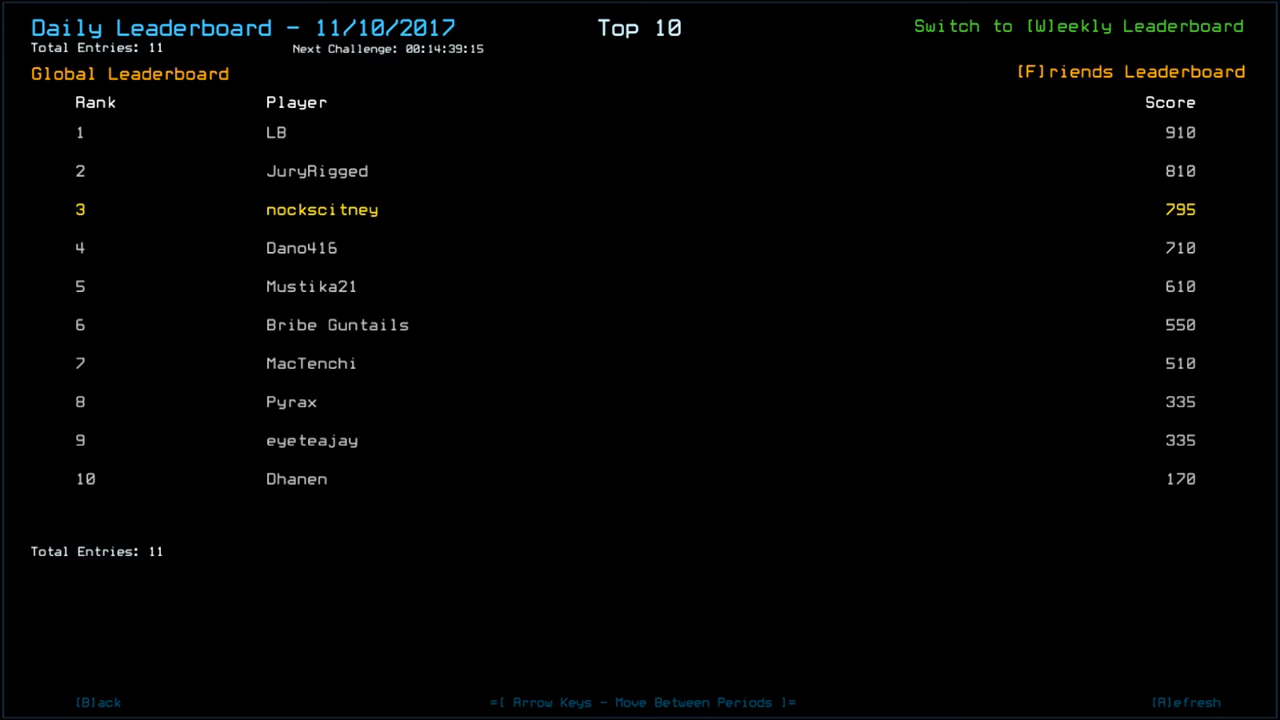 Daily Leaderboard - 11/10/2017 Top 10 Switch to [W]eekly Leaderboard
Total Entries: 11 Next Challenge: 00:14:39:15
Global Leaderboard [F]riends Leaderboard
Rank Player Score
1 LB 910
2 JuryRigged 810
3 nockscitney 795
4 Dano416 710
5 Mustika21 610
6 Bribe Guntails 550
7 MacTenchi 510
8 Pyrax 335
9 eyeteajay 335
10 Dhanen 170
Total Entries: 11
[B]ack =[ Arrow Keys - Move Between Periods ]= [R]efresh